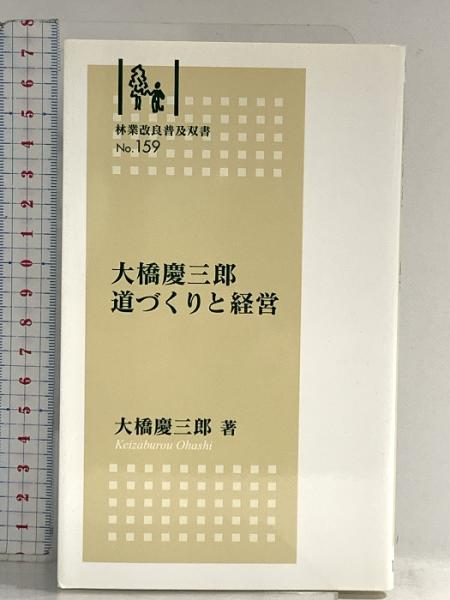 林業改良普及双書
No.159
大橋慶三郎
道づくりと経営
大橋慶三郎 著
Keizaburou Ohashi